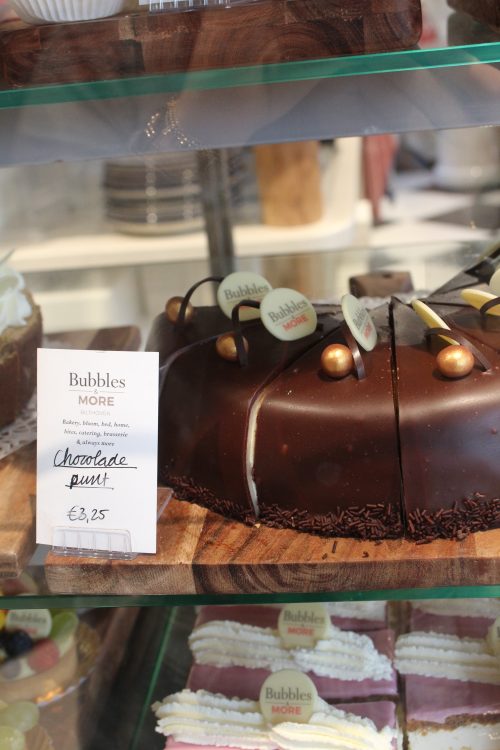 Bubbles
& MORE
Bubbles
& MORE
Bubbles
&
MORE
BILTHOVEN
Bakery, bloom, bed, home,
bites, catering, brasserie
& always more
Chocolade
punt
€3,25
Bubbles
Bubbles
MORE
Bubbles
& MORE